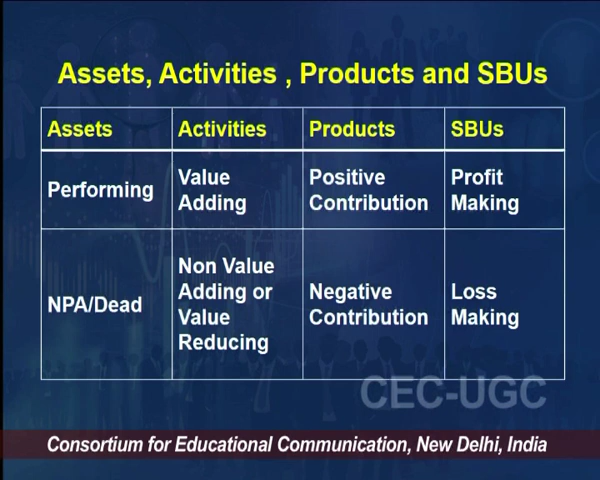 Assets, Activities , Products and SBUs
Assets Activities Products SBUs
Performing Value Adding Positive Contribution Profit Making
NPA/Dead Non Value Adding or Value Reducing Negative Contribution Loss Making
CEC-UGC
Consortium for Educational Communication, New Delhi, India